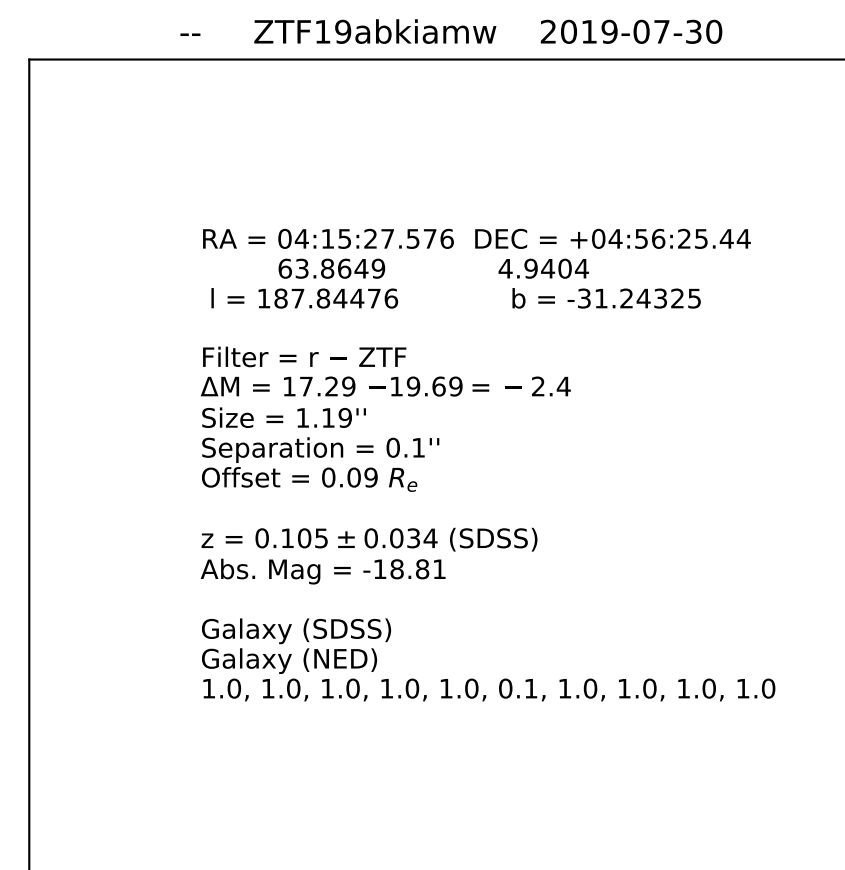 -- ZTF19abkiamw 2019-07-30
RA = 04:15:27.576 DEC = +04:56:25.44
63.8649 4.9404
l = 187.84476 b = -31.24325
Filter = r − ZTF
ΔM = 17.29 −19.69 = − 2.4
Size = 1.19''
Separation = 0.1''
Offset = 0.09 Rₑ
z = 0.105 ± 0.034 (SDSS)
Abs. Mag = -18.81
Galaxy (SDSS)
Galaxy (NED)
1.0, 1.0, 1.0, 1.0, 1.0, 0.1, 1.0, 1.0, 1.0, 1.0